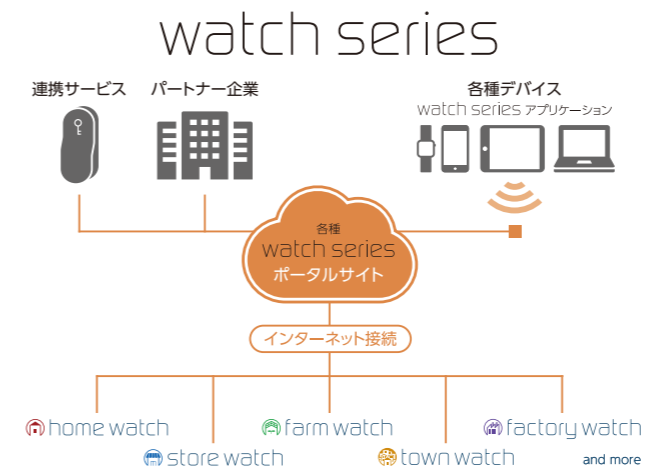 watch series
連携サービス
パートナー企業
各種デバイス
watch series アプリケーション
各種
watch series
ポータルサイト
インターネット接続
home watch
farm watch
factory watch
store watch
town watch
and more